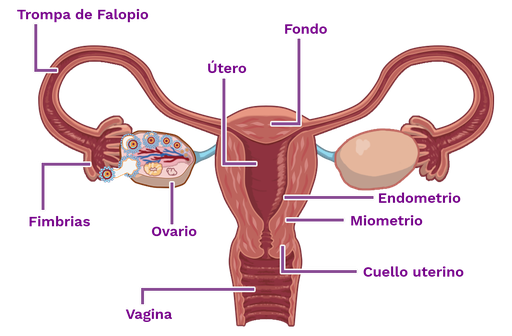 Trompa de Falopio
Fondo
Útero
Endometrio
Miometrio
Fimbrias
Ovario
Cuello uterino
Vagina